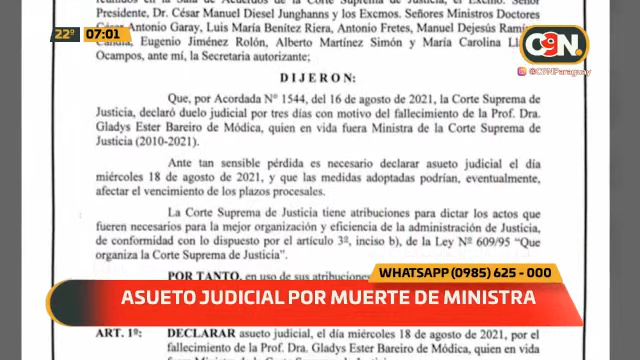 reunidos en la Sala de Acuerdos de la Corte Suprema de Justicia, el Excmo. Señor
Presidente, Dr. César Manuel Diesel Junghanns y los Excmos. Señores Ministros Doctores
César Antonio Garay, Luis María Benítez Riera, Antonio Fretes, Manuel Dejesús Ramírez
Candia, Eugenio Jiménez Rolón, Alberto Martínez Simón y María Carolina
Ocampos, ante mí, la Secretaria autorizante;
22º 07:01
C9N
@C9NParaguay
DIJERON:
Que, por Acordada Nº 1544, del 16 de agosto de 2021, la Corte Suprema de
Justicia, declaró duelo judicial por tres días con motivo del fallecimiento de la Prof. Dra.
Gladys Ester Bareiro de Módica, quien en vida fuera Ministra de la Corte Suprema de
Justicia (2010-2021).
Ante tan sensible pérdida es necesario declarar asueto judicial el día
miércoles 18 de agosto de 2021, y que las medidas adoptadas podrían, eventualmente,
afectar el vencimiento de los plazos procesales.
La Corte Suprema de Justicia tiene atribuciones para dictar los actos que
fueren necesarios para la mejor organización y eficiencia de la administración de Justicia,
de conformidad con lo dispuesto por el artículo 3º, inciso b), de la Ley Nº 609/95 “Que
organiza la Corte Suprema de Justicia”.
POR TANTO, en uso de sus atribuciones
WHATSAPP (0985) 625 - 000
ASUETO JUDICIAL POR MUERTE DE MINISTRA
ART. 1º: DECLARAR asueto judicial, el día miércoles 18 de agosto de 2021, por el
fallecimiento de la Prof. Dra. Gladys Ester Bareiro de Módica, quien en vida